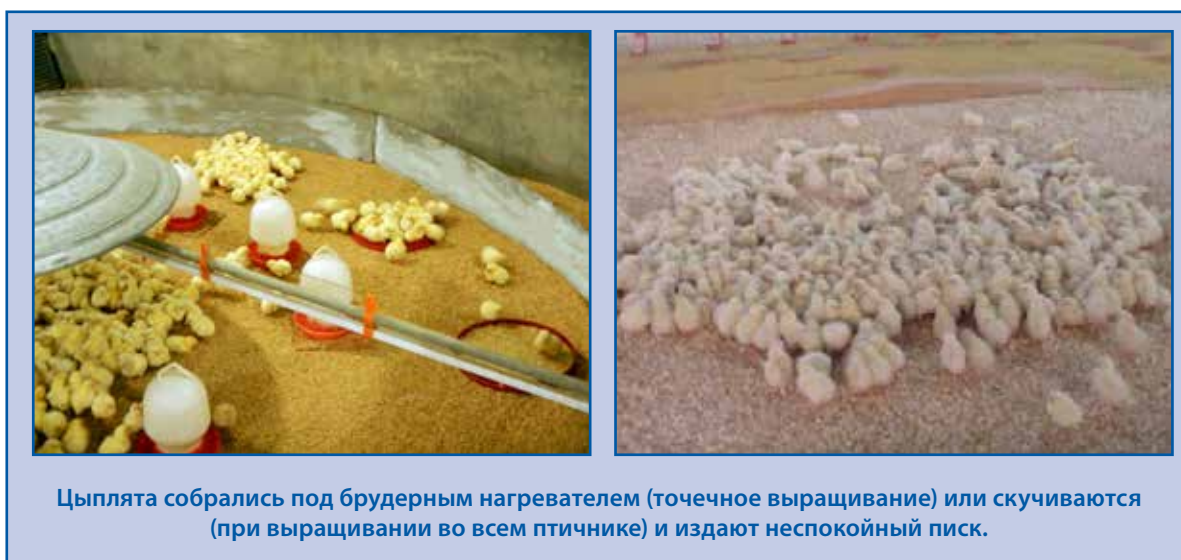 Цыплята собрались под брудерным нагревателем (точечное выращивание) или скучиваются
(при выращивании во всем птичнике) и издают неспокойный писк.